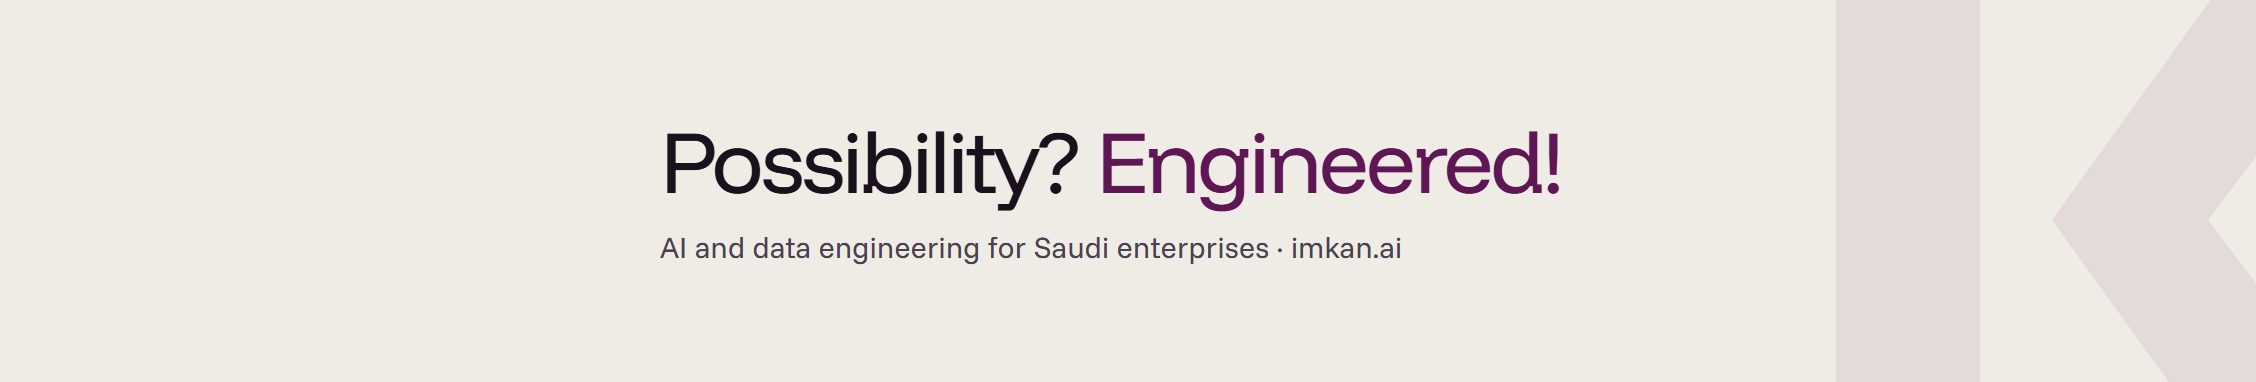 Possibility? Engineered!
AI and data engineering for Saudi enterprises · imkan.ai